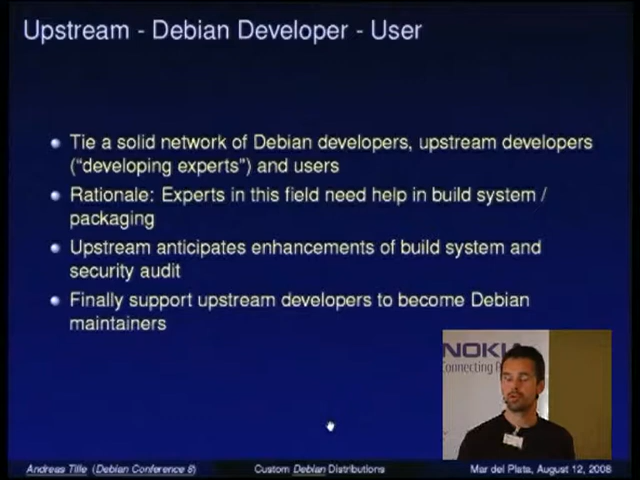 Upstream - Debian Developer - User
Tie a solid network of Debian developers, upstream developers
("developing experts") and users
Rationale: Experts in this field need help in build system /
packaging
Upstream anticipates enhancements of build system and
security audit
Finally support upstream developers to become Debian
maintainers
NOKIA
Connecting
Andreas Tille (Debian Conference 8)
Custom Debian Distributions
Mar del Plata, August 12, 2008